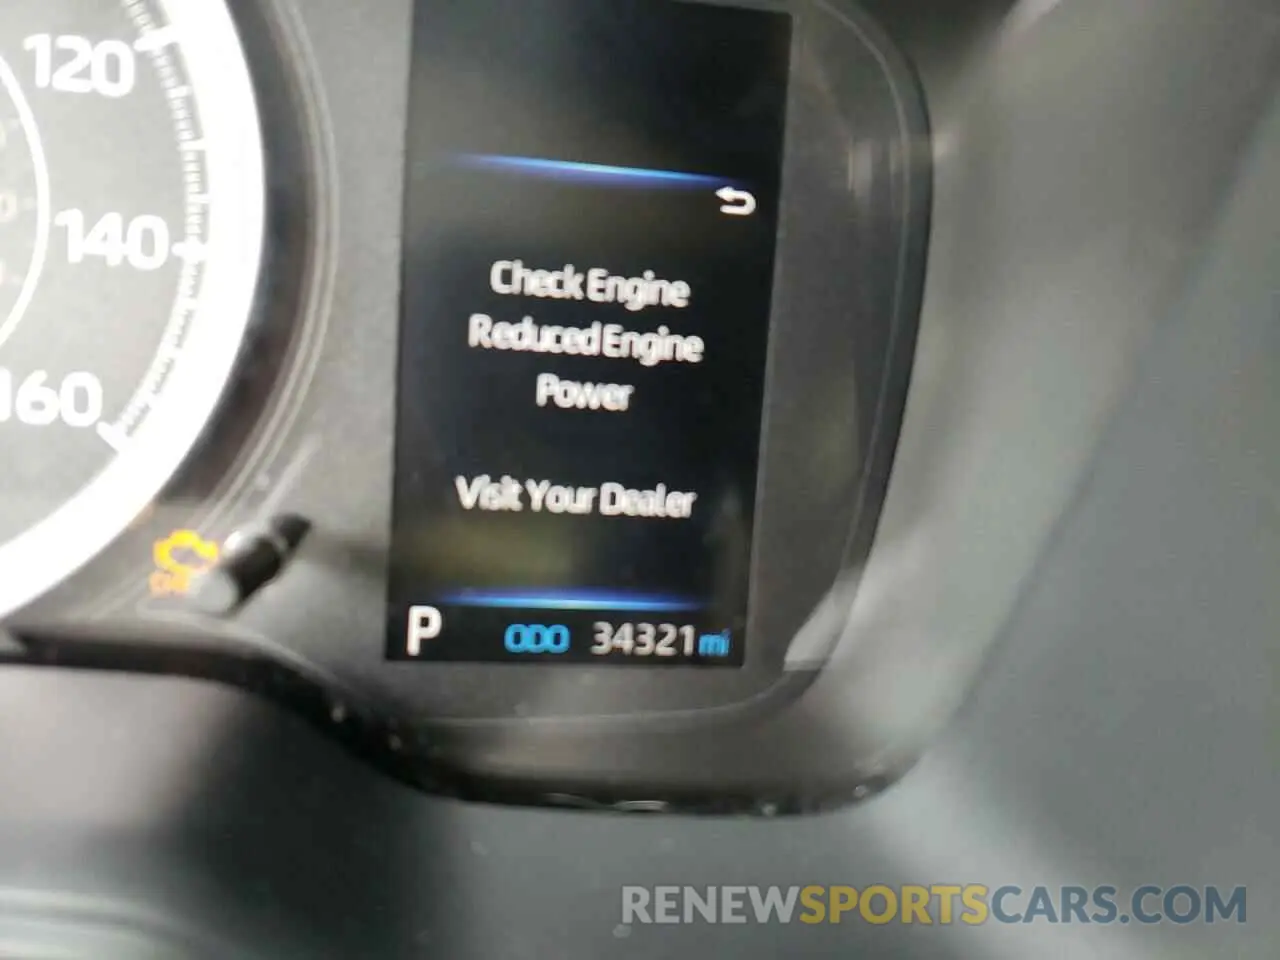 120
140
160
Check Engine
Reduced Engine
Power
Visit Your Dealer
P ODO 34321 mi
RENEWSPORTSCARS.COM